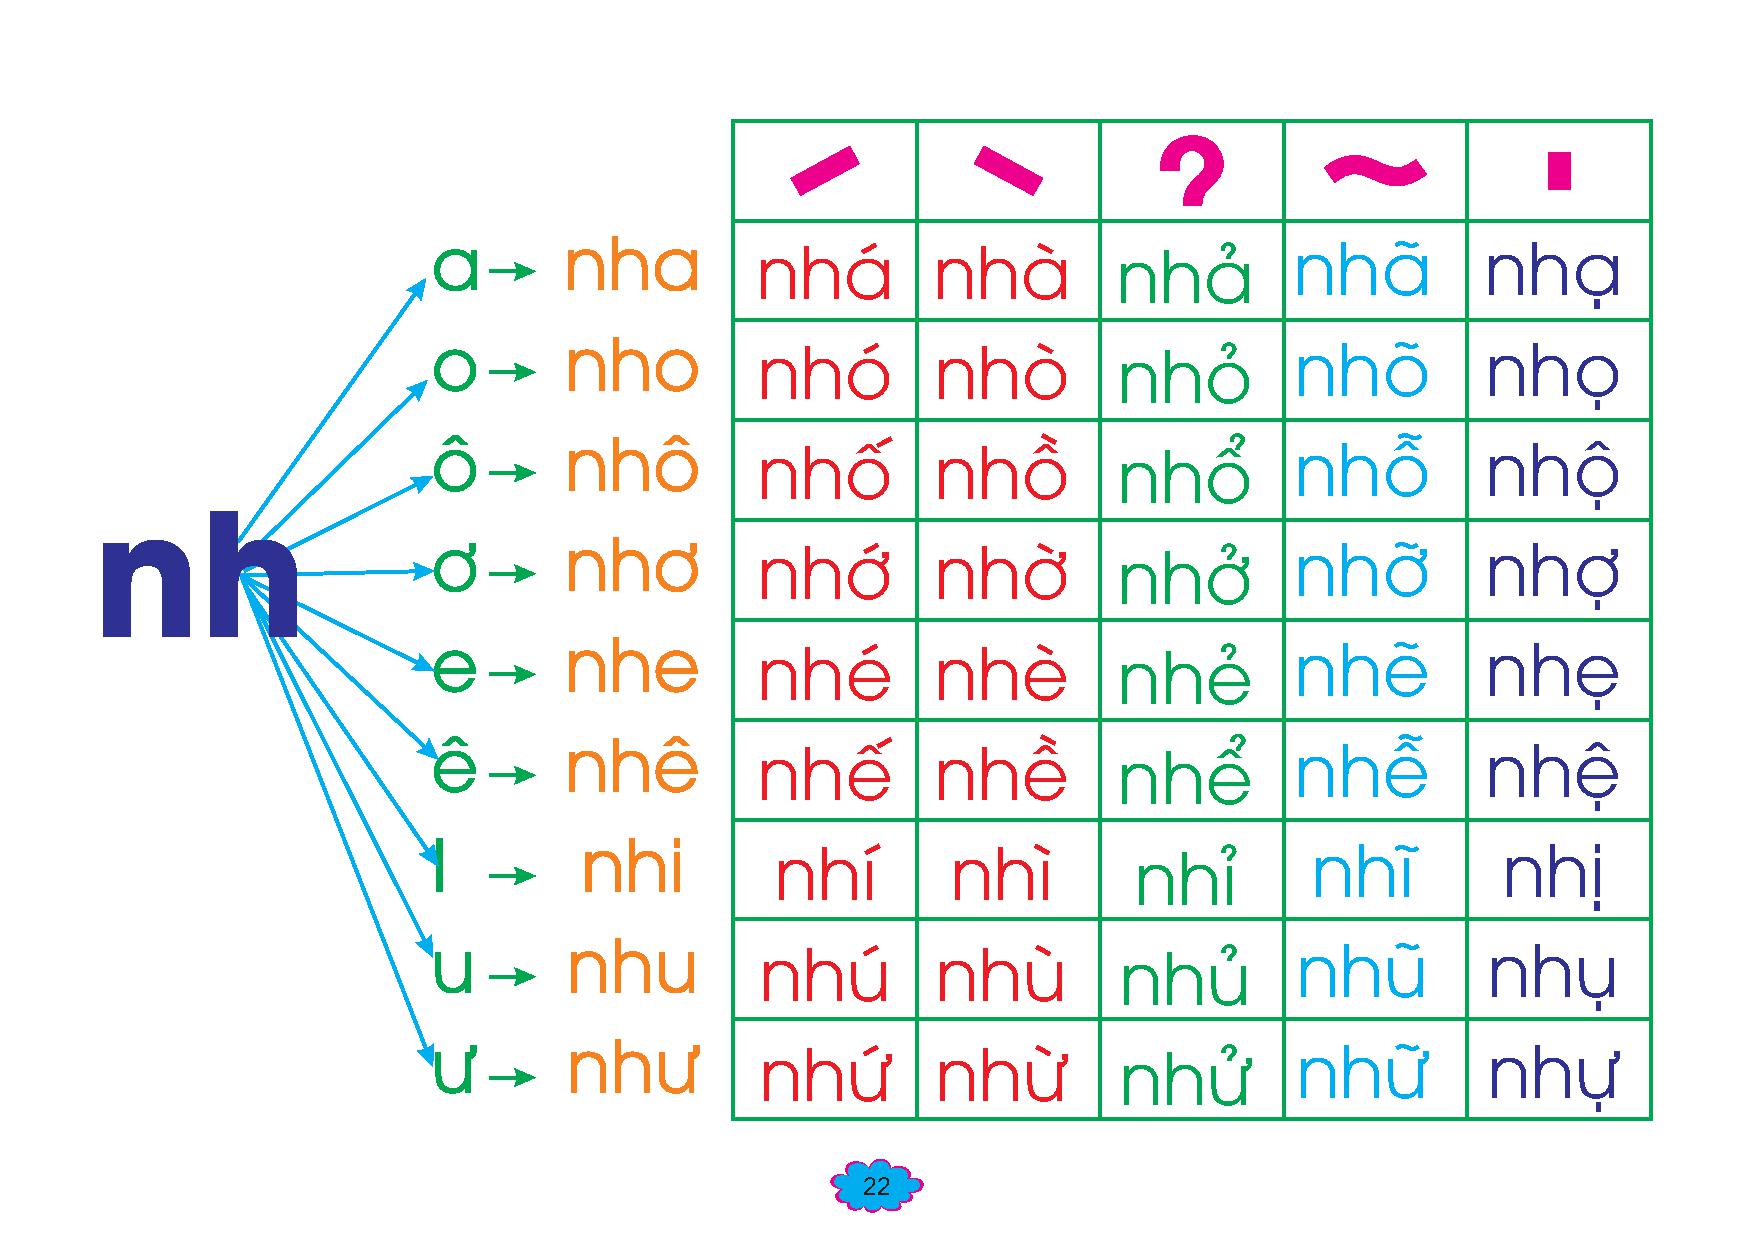 ´ ` ? ~ .
a → nha nhá nhà nhả nhã nhạ
o → nho nhó nhò nhỏ nhõ nhọ
ô → nhô nhố nhồ nhổ nhỗ nhộ
nh
ơ → nhơ nhớ nhờ nhở nhỡ nhợ
e → nhe nhé nhè nhẻ nhẽ nhẹ
ê → nhê nhế nhề nhể nhễ nhệ
I → nhi nhí nhì nhỉ nhĩ nhị
u → nhu nhú nhù nhủ nhũ nhụ
ư → như nhứ nhừ nhử nhữ nhự
22